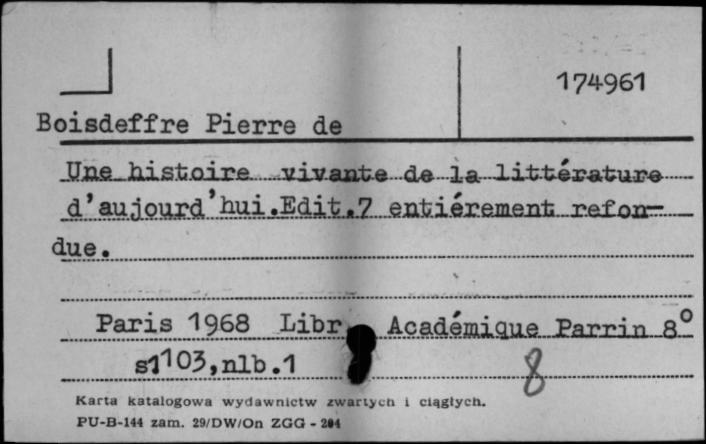 174961
Boisdeffre Pierre de
Une histoire vivante de la littérature
d'aujourd'hui.Edit.7 entiérement refon-
due.
Paris 1968 Libr Académique Parrin 8°
s1103,nlb.1
8
Karta katalogowa wydawnictw zwartych i ciągłych.
PU-B-144 zam. 29/DW/On ZGG - 204